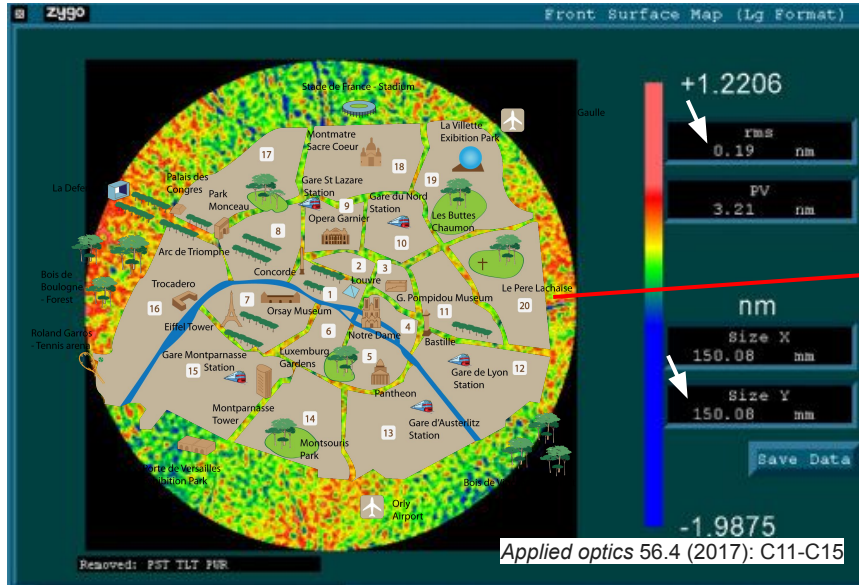 zygo
Front Surface Map (Lg Format)
+1.2206
rms
0.19 nm
PV
3.21 nm
nm
Size X
150.08 mm
Size Y
150.08 mm
Save Data
-1.9875
Applied optics 56.4 (2017): C11-C15
Removed: PST TLT PWR
Stade de France - Stadium
Gaulle
La Villette
Exibition Park
Montmatre
Sacre Coeur
17
18
19
La Defe
Palais des
Congres
Park
Monceau
Gare St Lazare
Station
9
Gare du Nord
Station
Opera Garnier
Les Buttes
Chaumon
8
10
Arc de Triomphe
Concorde
2
3
Louvre
Bois de
Boulogne
- Forest
Trocadero
1
G. Pompidou Museum
Le Pere Lachaise
16
7
Orsay Museum
11
20
Eiffel Tower
6
Notre Dame
4
Bastille
Roland Garros
- Tennis arena
Gare Montparnasse
Station
15
Luxemburg
Gardens
5
Gare de Lyon
Station
12
Pantheon
Montparnasse
Tower
14
13
Gare d'Austerlitz
Station
Montsouris
Park
orte de Versailles
ibition Park
Bois de Vi
Orly
Airport